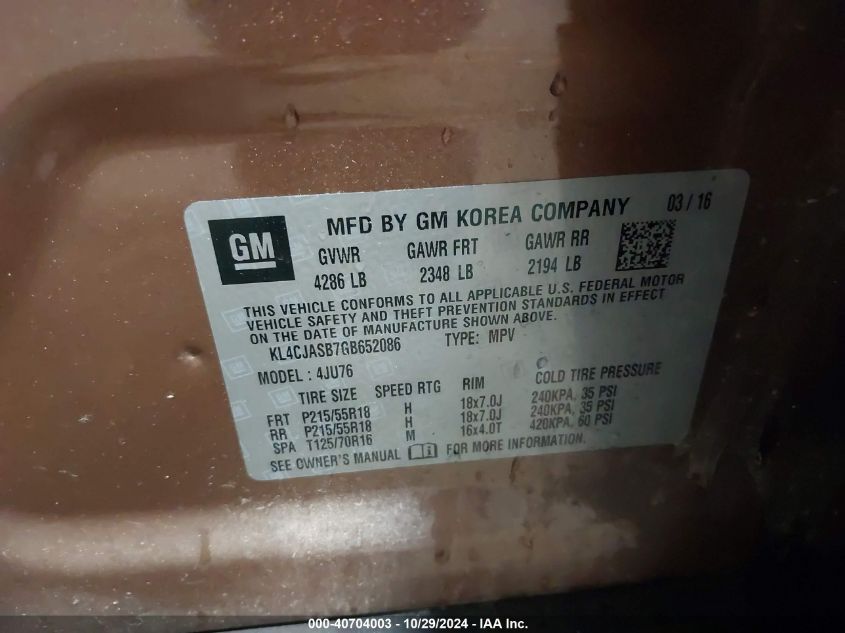 GM
MFD BY GM KOREA COMPANY 03 / 16
GVWR GAWR FRT GAWR RR
4286 LB 2348 LB 2194 LB
THIS VEHICLE CONFORMS TO ALL APPLICABLE U.S. FEDERAL MOTOR
VEHICLE SAFETY AND THEFT PREVENTION STANDARDS IN EFFECT
ON THE DATE OF MANUFACTURE SHOWN ABOVE.
KL4CJASB7GB652086 TYPE: MPV
MODEL : 4JU76
TIRE SIZE SPEED RTG RIM COLD TIRE PRESSURE
FRT P215/55R18 H 18x7.0J 240KPA, 35 PSI
RR P215/55R18 H 18x7.0J 240KPA, 35 PSI
SPA T125/70R16 M 16x4.0T 420KPA, 60 PSI
SEE OWNER'S MANUAL FOR MORE INFORMATION.
000-40704003 - 10/29/2024 - IAA Inc.